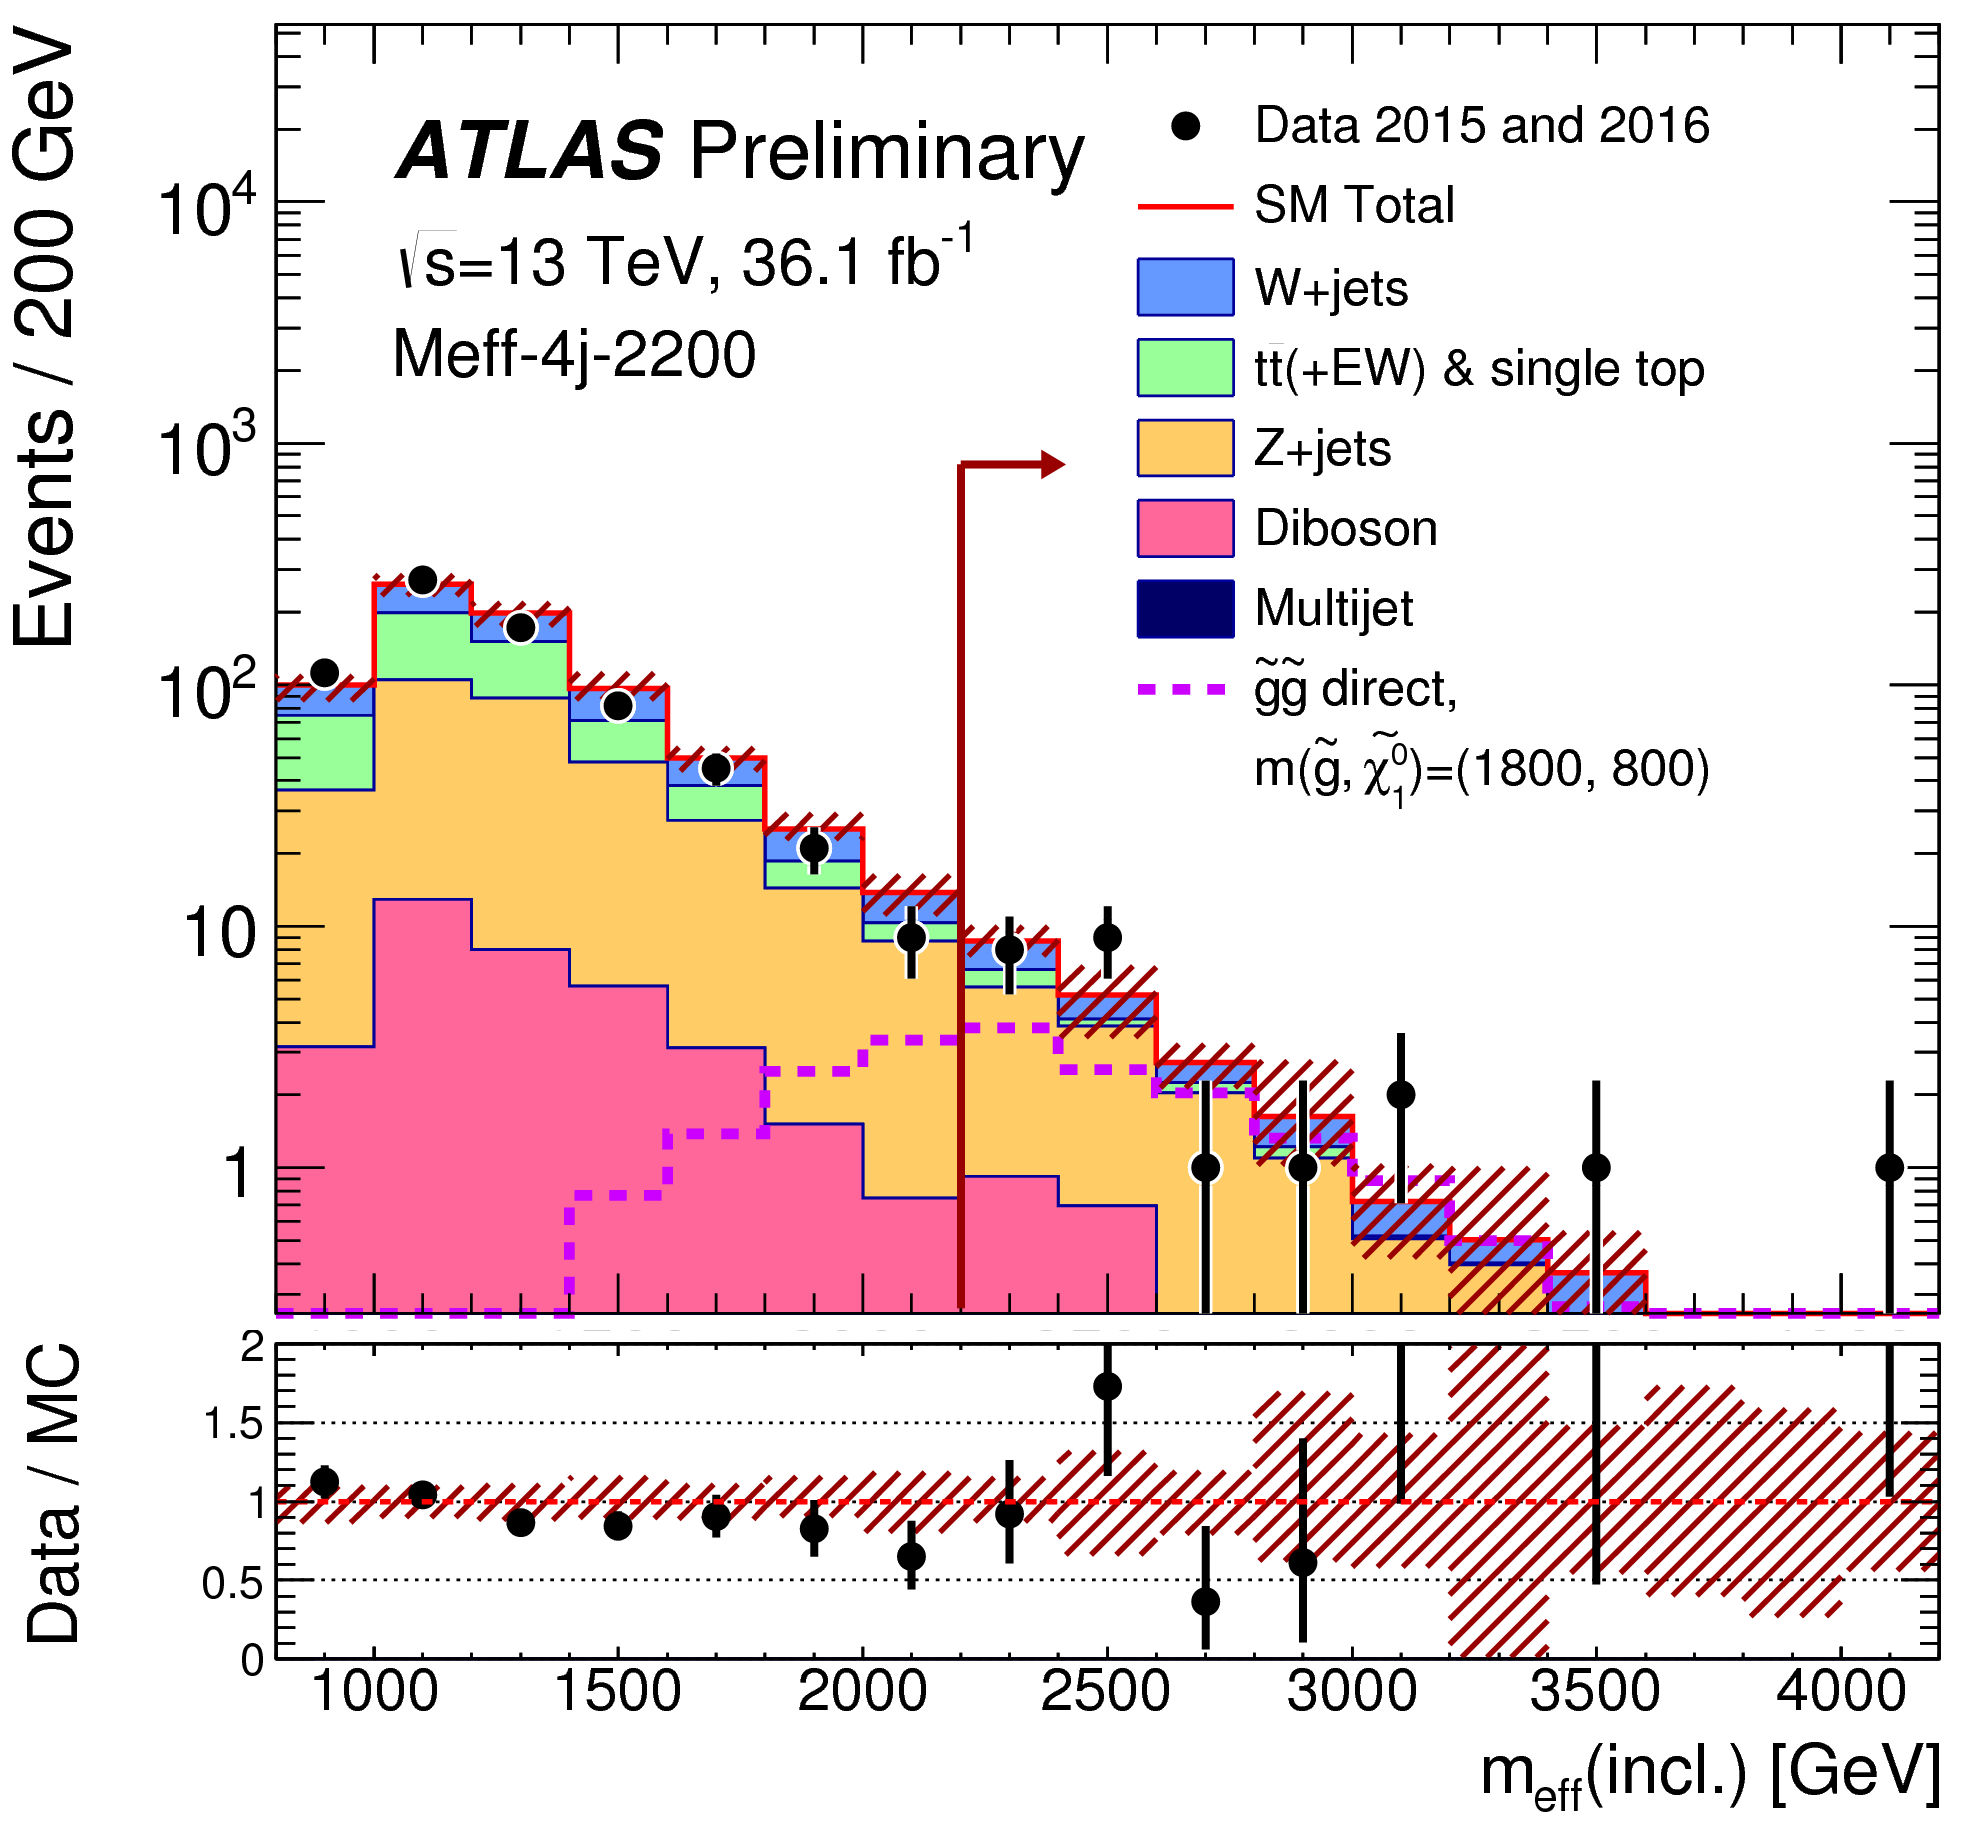 Events / 200 GeV
10⁴
10³
10²
10
1
ATLAS Preliminary
√s=13 TeV, 36.1 fb⁻¹
Meff-4j-2200
Data 2015 and 2016
SM Total
W+jets
tt̄(+EW) & single top
Z+jets
Diboson
Multijet
g̃g̃ direct,
m(g̃, χ̃⁰₁)=(1800, 800)
Data / MC
2
1.5
1
0.5
0
1000 1500 2000 2500 3000 3500 4000
m_eff(incl.) [GeV]